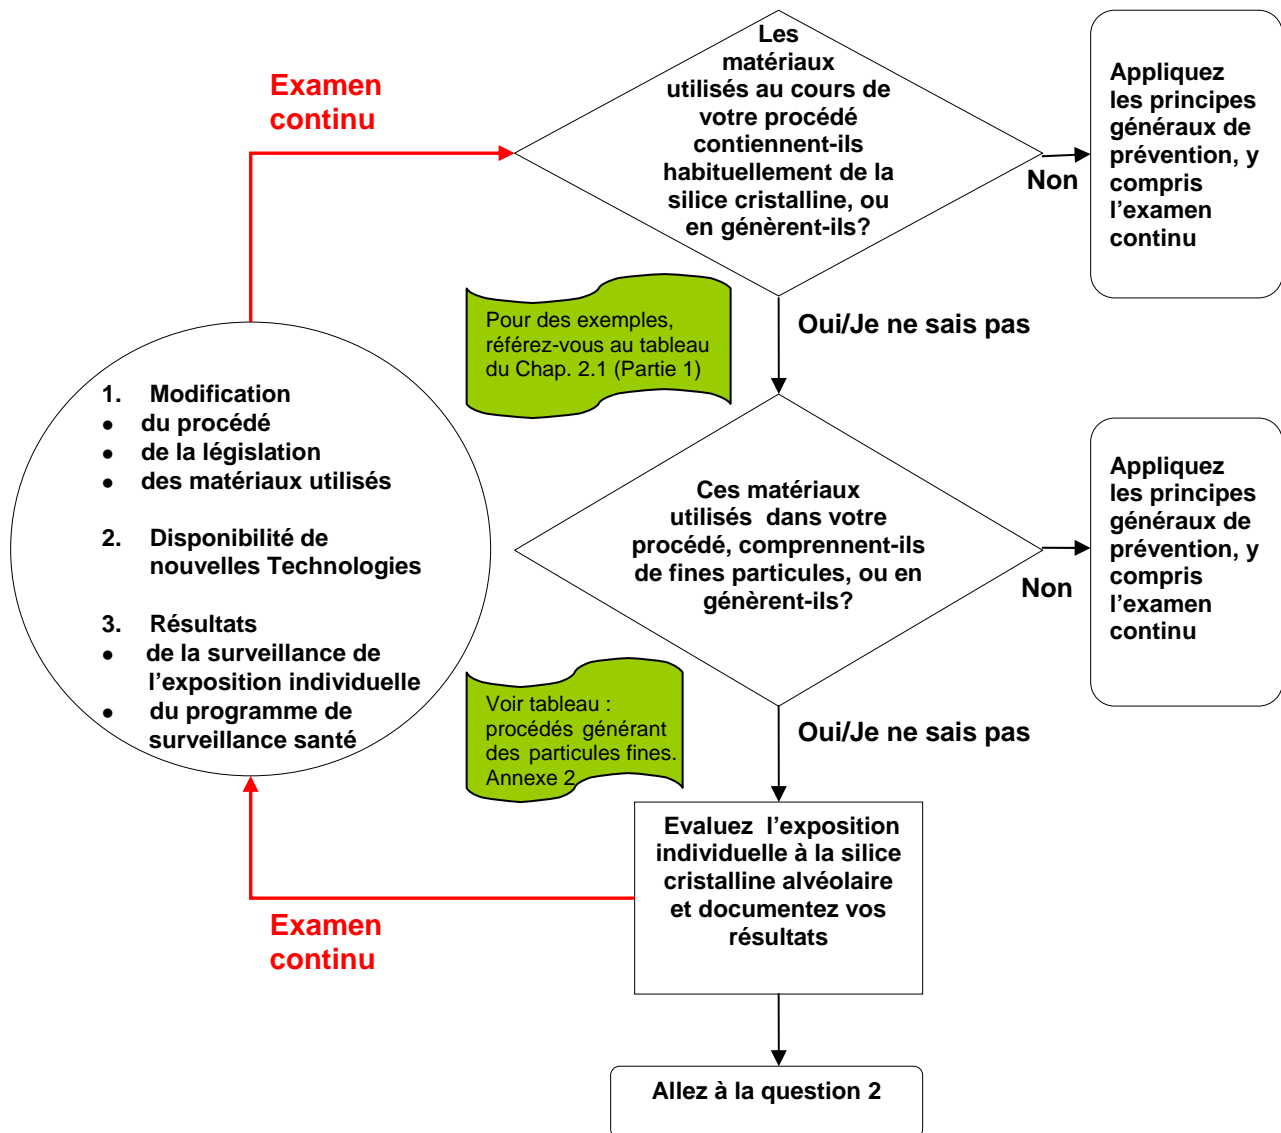 Les
matériaux
utilisés au cours de
votre procédé
contiennent-ils
habituellement de la
silice cristalline, ou
en génèrent-ils?
Non
Appliquez
les principes
généraux de
prévention, y
compris
l’examen
continu
Examen
continu
Oui/Je ne sais pas
Pour des exemples,
référez-vous au tableau
du Chap. 2.1 (Partie 1)
1. Modification
● du procédé
● de la législation
● des matériaux utilisés
2. Disponibilité de
nouvelles Technologies
3. Résultats
● de la surveillance de
l’exposition individuelle
● du programme de
surveillance santé
Ces matériaux
utilisés dans votre
procédé, comprennent-ils
de fines particules, ou en
génèrent-ils?
Non
Appliquez
les principes
généraux de
prévention, y
compris
l’examen
continu
Voir tableau :
procédés générant
des particules fines.
Annexe 2
Oui/Je ne sais pas
Evaluez l’exposition
individuelle à la silice
cristalline alvéolaire
et documentez vos
résultats
Examen
continu
Allez à la question 2